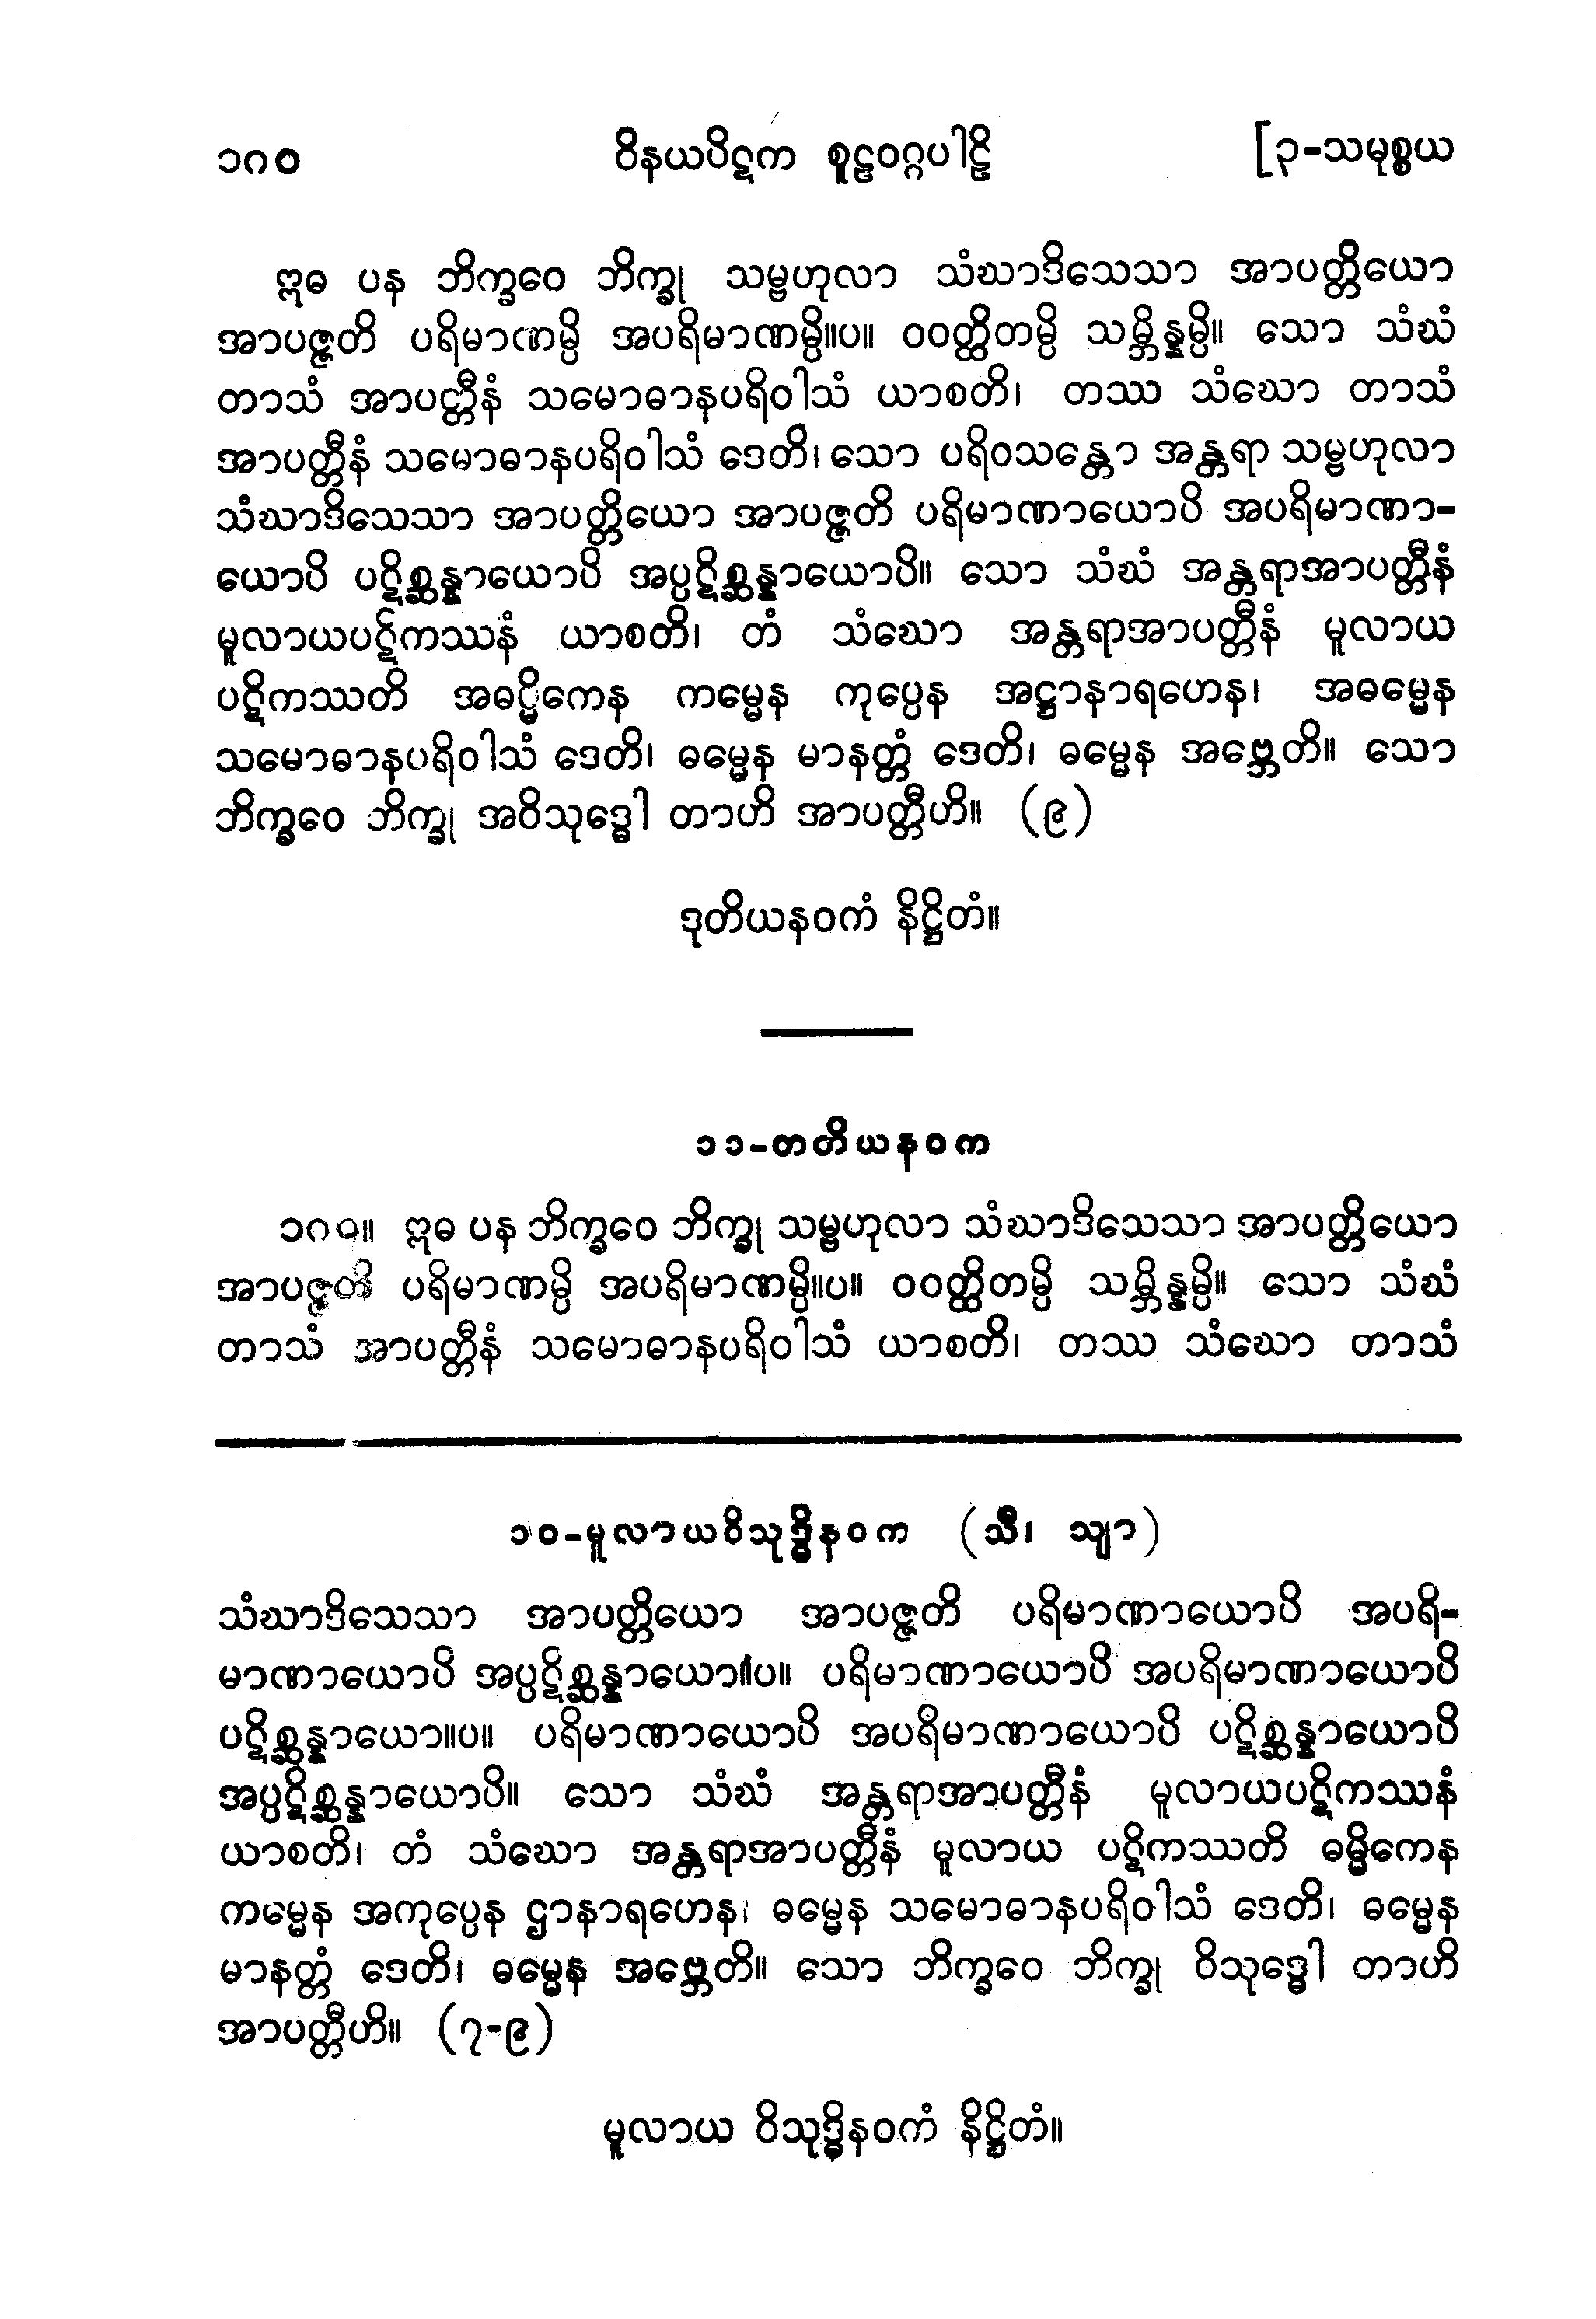 ၁၈၀ ဝိနယပိဋက စူဠဝဂ္ဂပါဠိ [၃-သမုစ္စယ
ဣဓ ပန ဘိက္ခဝေ ဘိက္ခု သမ္ဗဟုလာ သံဃာဒိသေသာ အာပတ္တိယော
အာပဇ္ဇတိ ပရိမာဏမ္ပိ အပရိမာဏမ္ပိ။ပ။ ဝဝတ္ထိတမ္ပိ သမ္ဘိန္နမ္ပိ။ သော သံဃံ
တာသံ အာပတ္တီနံ သမောဓာနပရိဝါသံ ယာစတိ၊ တဿ သံဃော တာသံ
အာပတ္တီနံ သမောဓာနပရိဝါသံ ဒေတိ၊ သော ပရိဝသန္တော အန္တရာ သမ္ဗဟုလာ
သံဃာဒိသေသာ အာပတ္တိယော အာပဇ္ဇတိ ပရိမာဏာယောပိ အပရိမာဏာ-
ယောပိ ပဋိစ္ဆန္နာယောပိ အပ္ပဋိစ္ဆန္နာယောပိ။ သော သံဃံ အန္တရာအာပတ္တီနံ
မူလာယပဋိကဿနံ ယာစတိ၊ တံ သံဃော အန္တရာအာပတ္တီနံ မူလာယ
ပဋိကဿတိ အဓမ္မိကေန ကမ္မေန ကုပ္ပေန အဋ္ဌာနာရဟေန၊ အဓမ္မေန
သမောဓာနပရိဝါသံ ဒေတိ၊ ဓမ္မေန မာနတ္တံ ဒေတိ၊ ဓမ္မေန အဗ္ဘေတိ။ သော
ဘိက္ခဝေ ဘိက္ခု အဝိသုဒ္ဓေါ တာဟိ အာပတ္တီဟိ။ (၉)
ဒုတိယနဝကံ နိဋ္ဌိတံ။
၁၁-တတိယနဝက
၁၈၁။ ဣဓ ပန ဘိက္ခဝေ ဘိက္ခု သမ္ဗဟုလာ သံဃာဒိသေသာ အာပတ္တိယော
အာပဇ္ဇတိ ပရိမာဏမ္ပိ အပရိမာဏမ္ပိ။ပ။ ဝဝတ္ထိတမ္ပိ သမ္ဘိန္နမ္ပိ။ သော သံဃံ
တာသံ အာပတ္တီနံ သမောဓာနပရိဝါသံ ယာစတိ၊ တဿ သံဃော တာသံ
၁၀-မူလာယဝိသုဒ္ဓိနဝက (သီ၊ သျာ)
သံဃာဒိသေသာ အာပတ္တိယော အာပဇ္ဇတိ ပရိမာဏာယောပိ အပရိ-
မာဏာယောပိ အပ္ပဋိစ္ဆန္နာယော။ပ။ ပရိမာဏာယောပိ အပရိမာဏာယောပိ
ပဋိစ္ဆန္နာယော။ပ။ ပရိမာဏာယောပိ အပရိမာဏာယောပိ ပဋိစ္ဆန္နာယောပိ
အပ္ပဋိစ္ဆန္နာယောပိ။ သော သံဃံ အန္တရာအာပတ္တီနံ မူလာယပဋိကဿနံ
ယာစတိ၊ တံ သံဃော အန္တရာအာပတ္တီနံ မူလာယ ပဋိကဿတိ ဓမ္မိကေန
ကမ္မေန အကုပ္ပေန ဌာနာရဟေန၊ ဓမ္မေန သမောဓာနပရိဝါသံ ဒေတိ၊ ဓမ္မေန
မာနတ္တံ ဒေတိ၊ ဓမ္မေန အဗ္ဘေတိ။ သော ဘိက္ခဝေ ဘိက္ခု ဝိသုဒ္ဓေါ တာဟိ
အာပတ္တီဟိ။ (၇-၉)
မူလာယ ဝိသုဒ္ဓိနဝကံ နိဋ္ဌိတံ။